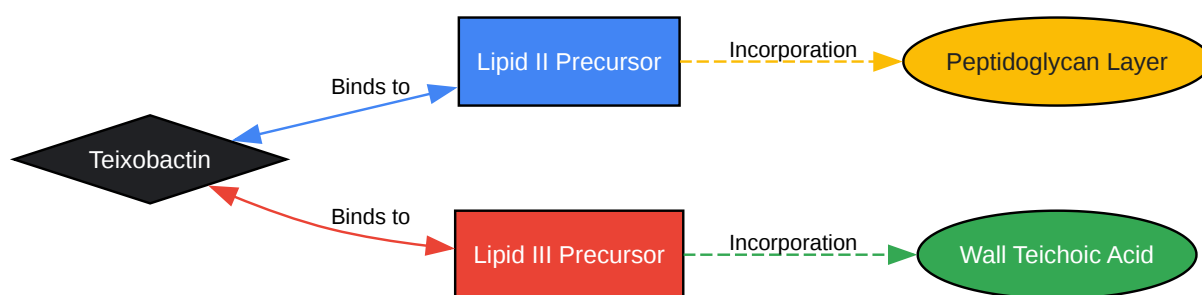 Teixobactin
Binds to
Lipid II Precursor
Incorporation
Peptidoglycan Layer
Binds to
Lipid III Precursor
Incorporation
Wall Teichoic Acid